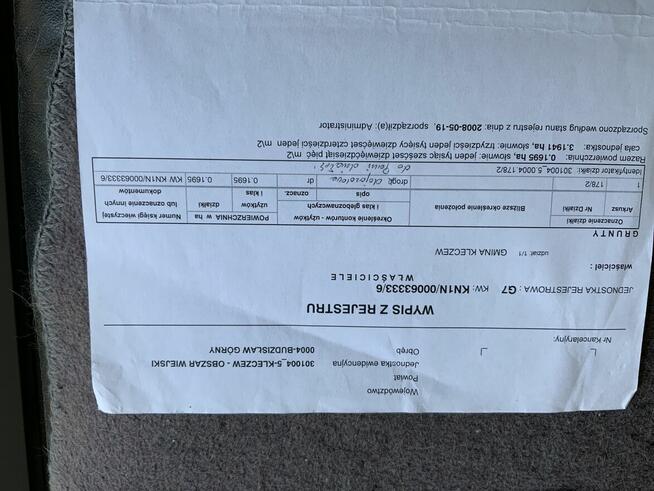 Województwo
Powiat
Jednostka ewidencyjna 301004_5-KLECZEW - OBSZAR WIEJSKI
Obręb 0004-BUDZISŁAW GÓRNY
Nr Kancelaryjny:
WYPIS Z REJESTRU
JEDNOSTKA REJESTROWA : G7 KW: KN1N/00063333/6
WŁAŚCICIELE
właściciel :
udział: 1/1 GMINA KLECZEW
GRUNTY
Oznaczenie działki Bliższe określenie położenia Określenie konturów - użytków i klas gleboznawczych POWIERZCHNIA w ha Numer księgi wieczystej lub oznaczenie innych dokumentów
Arkusz Nr Działki opis oznacz. użytków i klas działki
1 178/2 drogi dr 0.1695 0.1695 KW KN1N/00063333/6
Identyfikator działki: 301004_5.0004.178/2
Razem powierzchnia: 0.1695 ha, słownie: jeden tysiąc sześćset dziewięćdziesiąt pięć m2
cała jednostka: 3.1941 ha, słownie: trzydzieści jeden tysięcy dziewięćset czterdzieści jeden m2
Sporządzono według stanu rejestru z dnia: 2008-05-19, sporządził(a): Administrator